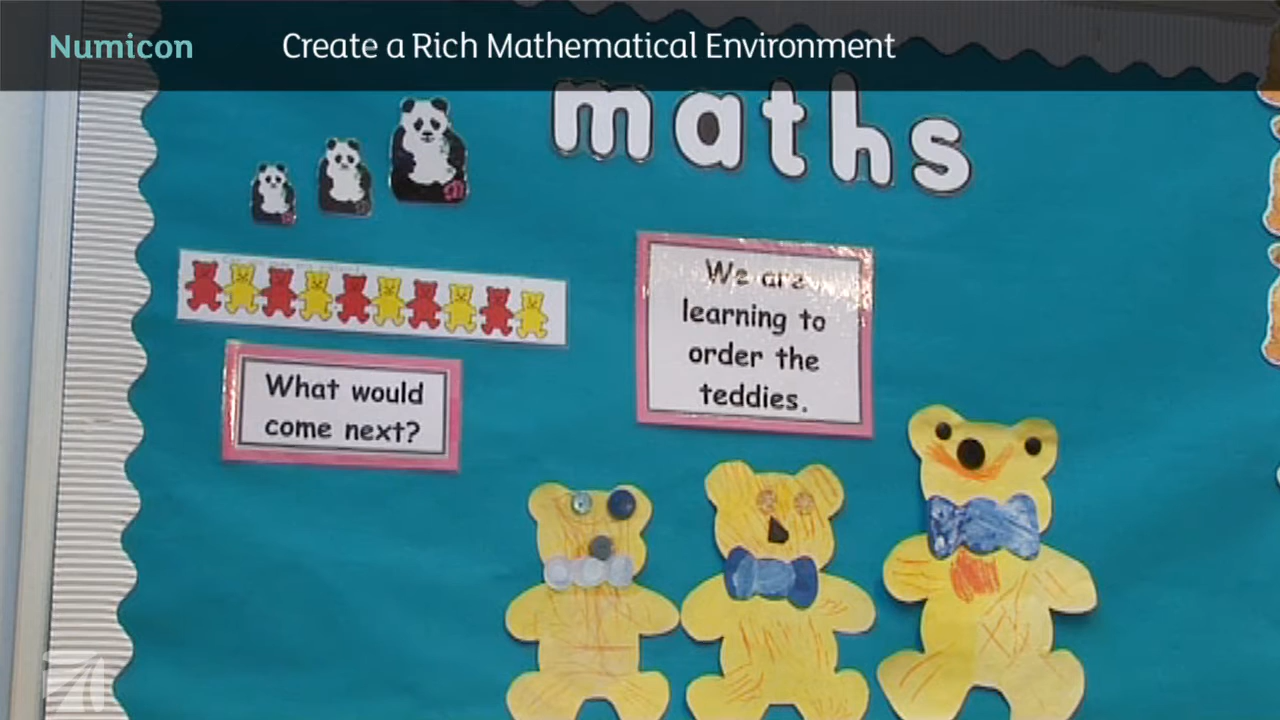 Numicon
Create a Rich Mathematical Environment
maths
We are
learning to
order the
teddies.
What would
come next?